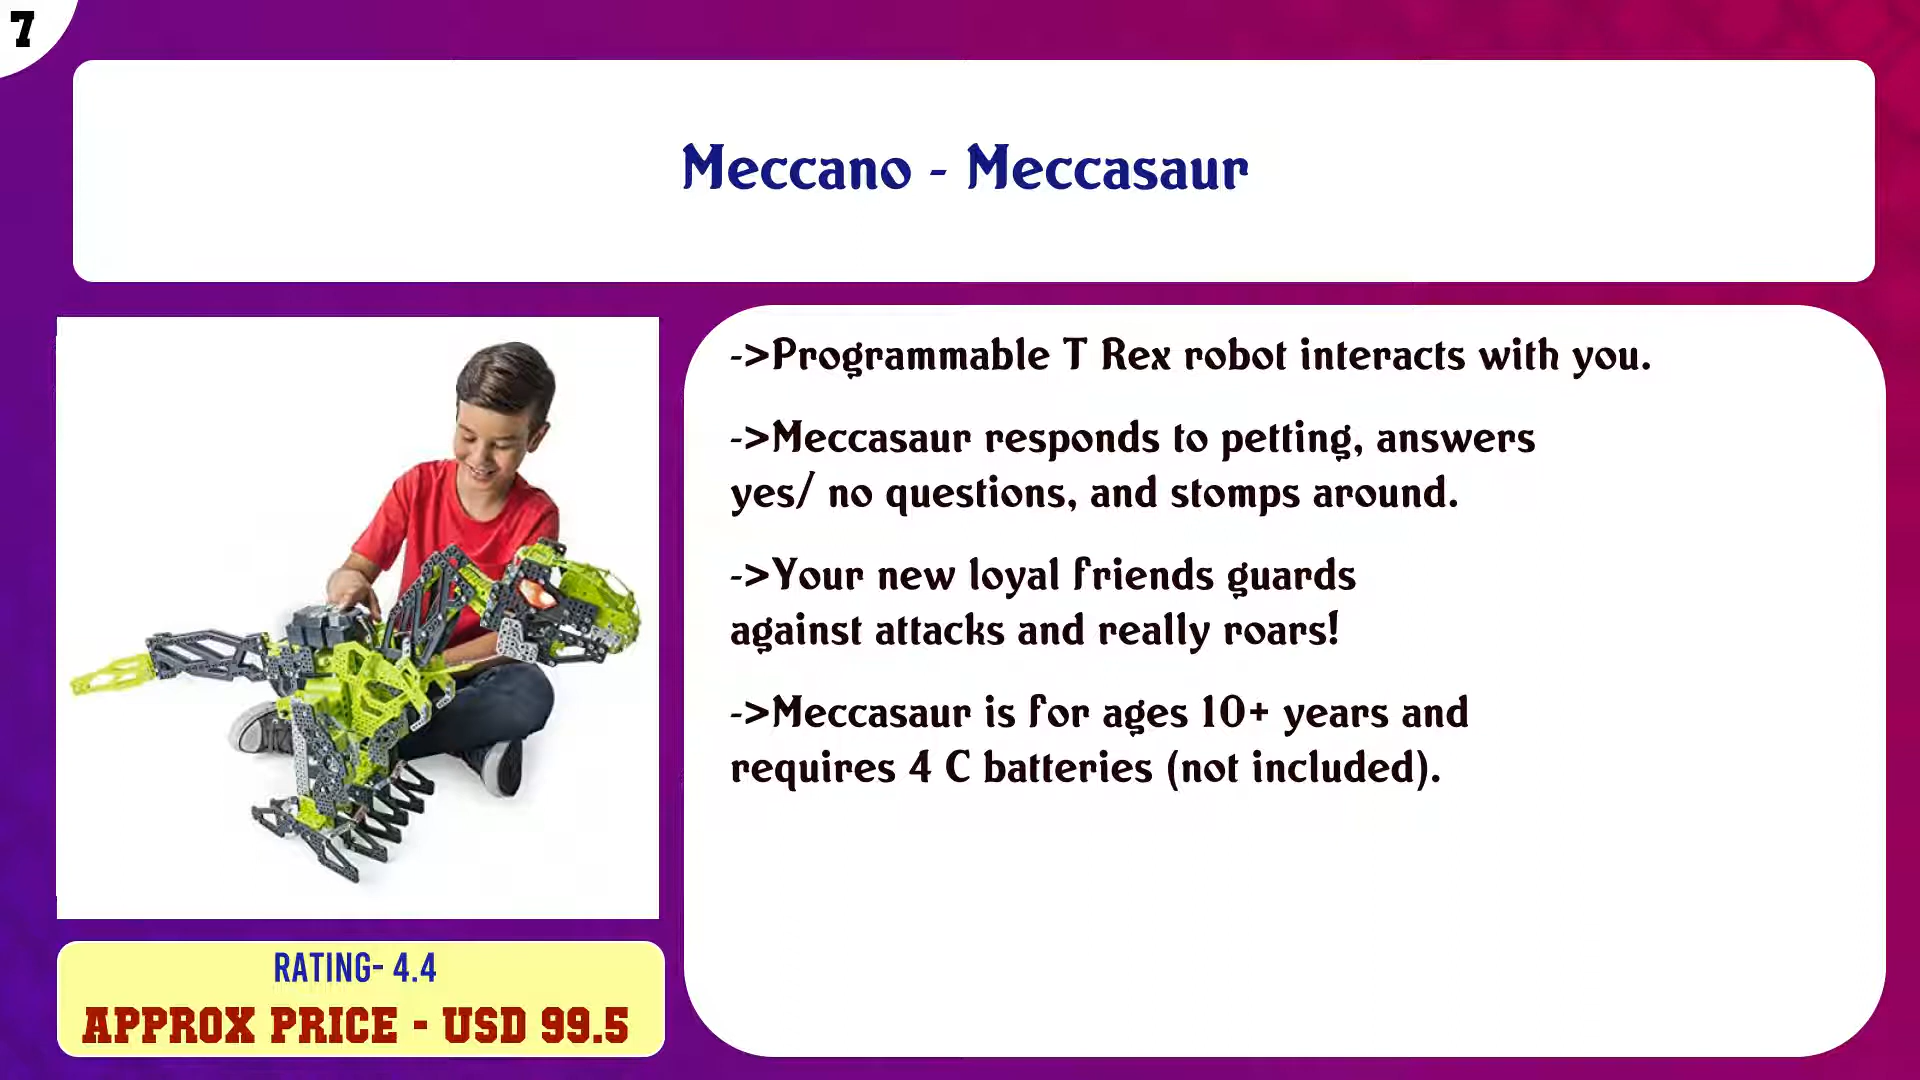 7
Meccano - Meccasaur
->Programmable T Rex robot interacts with you.
->Meccasaur responds to petting, answers
yes/ no questions, and stomps around.
->Your new loyal friends guards
against attacks and really roars!
->Meccasaur is for ages 10+ years and
requires 4 C batteries (not included).
RATING- 4.4
APPROX PRICE - USD 99.5